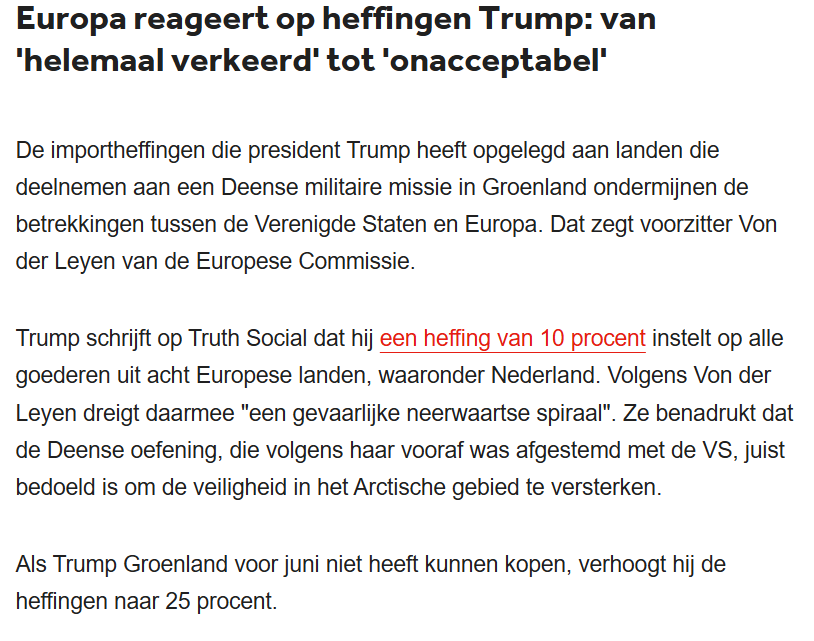 Europa reageert op heffingen Trump: van
'helemaal verkeerd' tot 'onacceptabel'
De importheffingen die president Trump heeft opgelegd aan landen die
deelnemen aan een Deense militaire missie in Groenland ondermijnen de
betrekkingen tussen de Verenigde Staten en Europa. Dat zegt voorzitter Von
der Leyen van de Europese Commissie.
Trump schrijft op Truth Social dat hij een heffing van 10 procent instelt op alle
goederen uit acht Europese landen, waaronder Nederland. Volgens Von der
Leyen dreigt daarmee "een gevaarlijke neerwaartse spiraal". Ze benadrukt dat
de Deense oefening, die volgens haar vooraf was afgestemd met de VS, juist
bedoeld is om de veiligheid in het Arctische gebied te versterken.
Als Trump Groenland voor juni niet heeft kunnen kopen, verhoogt hij de
heffingen naar 25 procent.